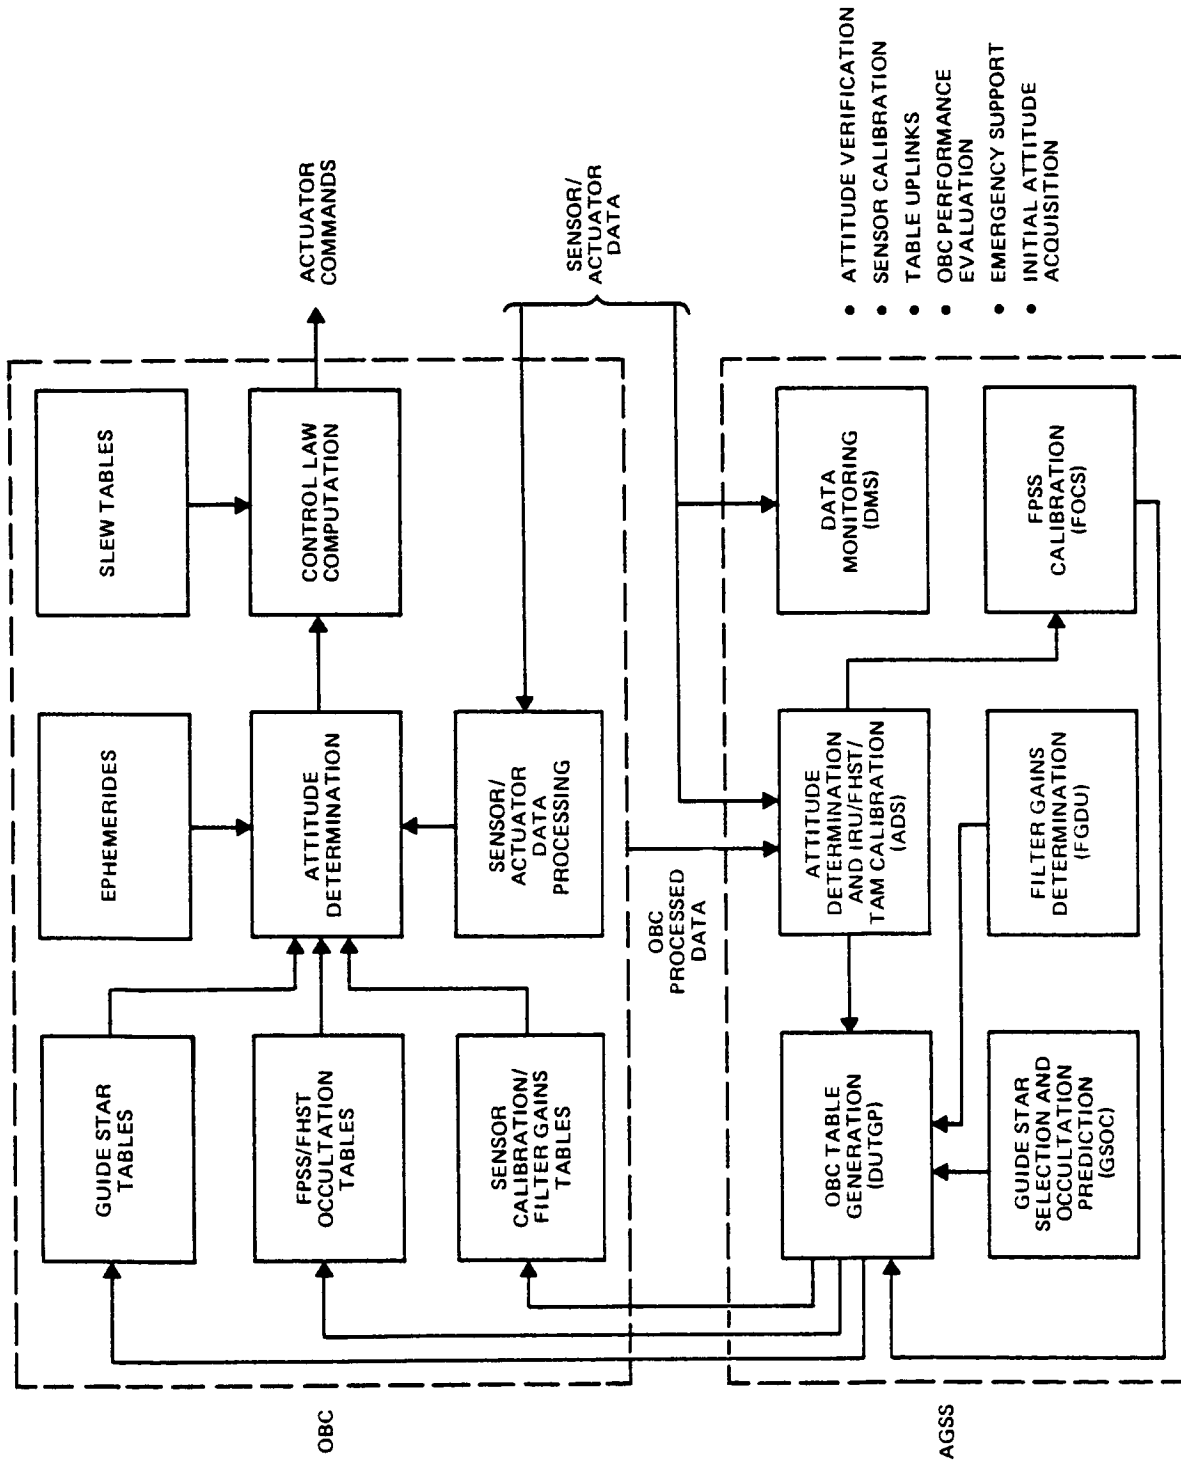 OBC
GUIDE STAR
TABLES
EPHEMERIDES
SLEW TABLES
FPSS/FHST
OCCULTATION
TABLES
ATTITUDE
DETERMINATION
CONTROL LAW
COMPUTATION
ACTUATOR
COMMANDS
SENSOR
CALIBRATION/
FILTER GAINS
TABLES
SENSOR/
ACTUATOR
DATA
PROCESSING
SENSOR/
ACTUATOR
DATA
OBC
PROCESSED
DATA
AGSS
OBC TABLE
GENERATION
(DUTGP)
ATTITUDE
DETERMINATION
AND IRU/FHST/
TAM CALIBRATION
(ADS)
DATA
MONITORING
(DMS)
GUIDE STAR
SELECTION AND
OCCULTATION
PREDICTION
(GSOC)
FILTER GAINS
DETERMINATION
(FGDU)
FPSS
CALIBRATION
(FOCS)
• ATTITUDE VERIFICATION
• SENSOR CALIBRATION
• TABLE UPLINKS
• OBC PERFORMANCE
EVALUATION
• EMERGENCY SUPPORT
• INITIAL ATTITUDE
ACQUISITION